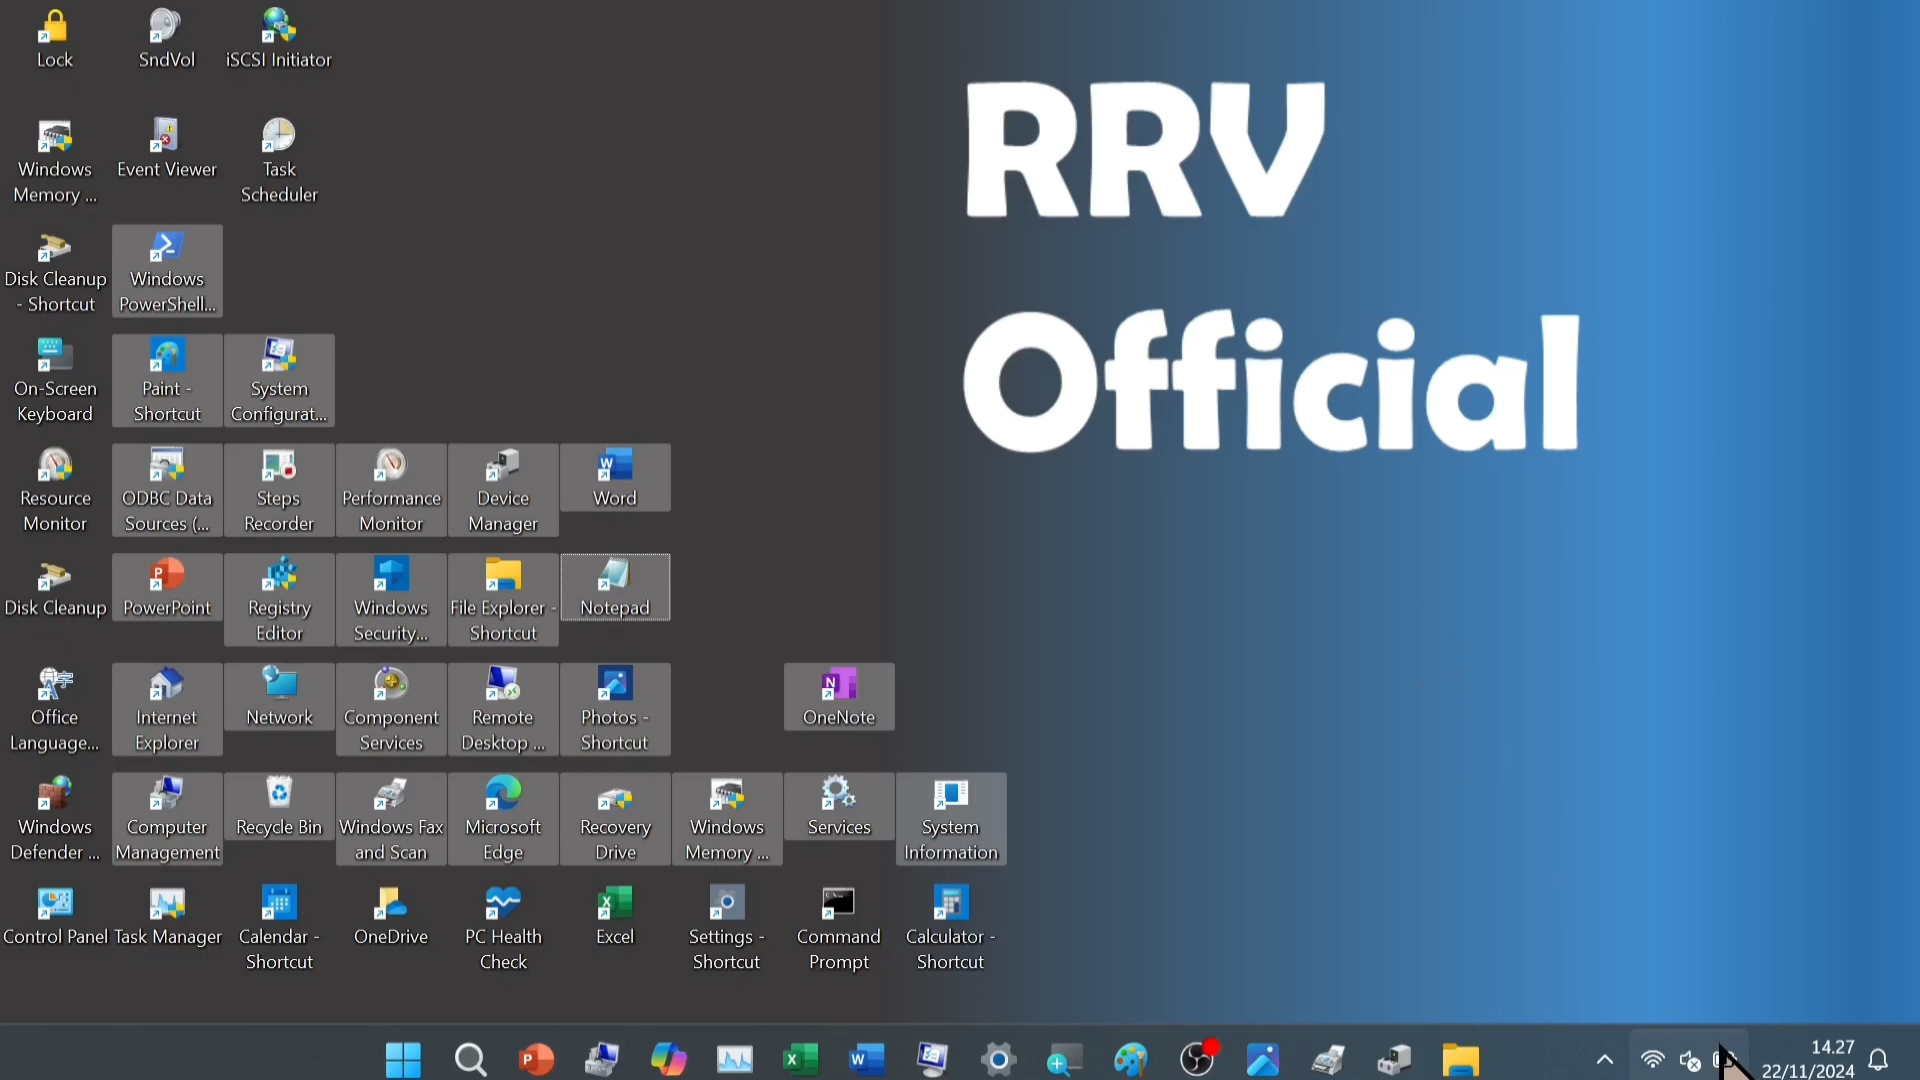 Lock
SndVol
iSCSI Initiator
RRV
Official
Windows
Memory ...
Event Viewer
Task
Scheduler
Disk Cleanup
- Shortcut
Windows
PowerShell...
On-Screen
Keyboard
Paint -
Shortcut
System
Configurat...
Resource
Monitor
ODBC Data
Sources (...
Steps
Recorder
Performance
Monitor
Device
Manager
Word
Disk Cleanup
PowerPoint
Registry
Editor
Windows
Security...
File Explorer -
Shortcut
Notepad
Office
Language...
Internet
Explorer
Network
Component
Services
Remote
Desktop ...
Photos -
Shortcut
OneNote
Windows
Defender ...
Computer
Management
Recycle Bin
Windows Fax
and Scan
Microsoft
Edge
Recovery
Drive
Windows
Memory ...
Services
System
Information
Control Panel
Task Manager
Calendar -
Shortcut
OneDrive
PC Health
Check
Excel
Settings -
Shortcut
Command
Prompt
Calculator -
Shortcut
14.27
22/11/2024